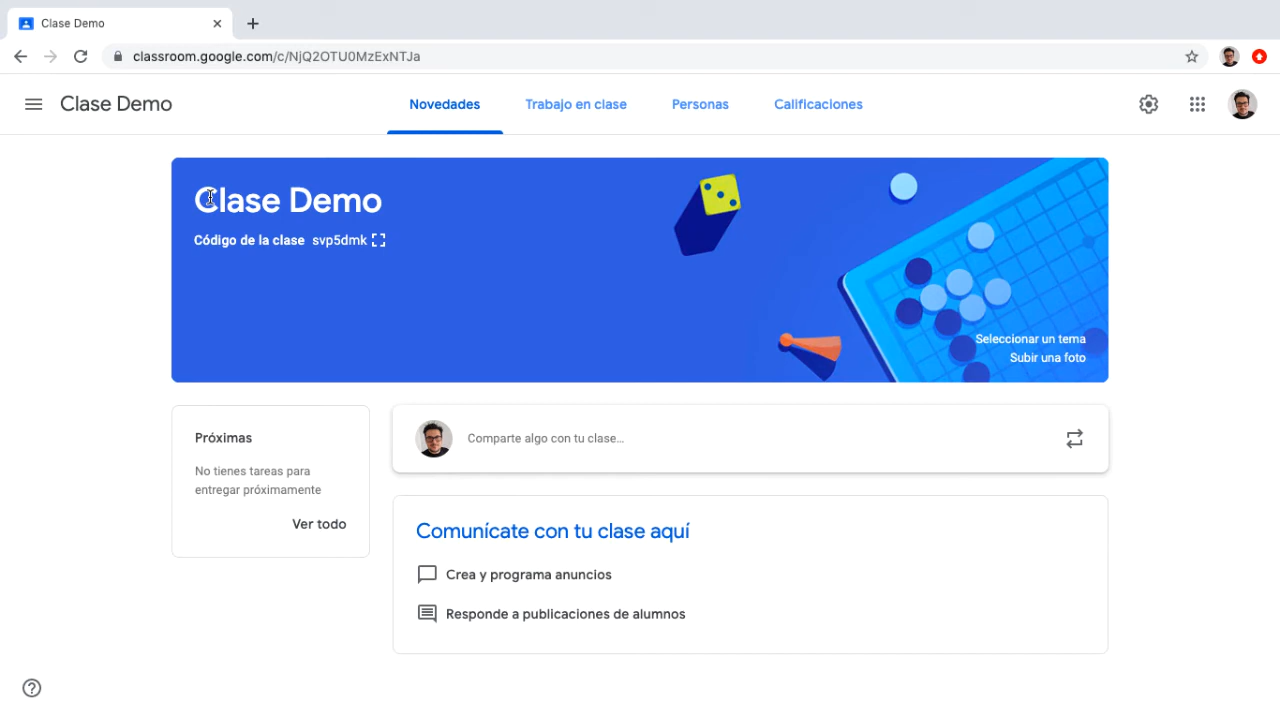 Clase Demo
classroom.google.com/c/NjQ2OTU0MzExNTJa
Clase Demo
Novedades
Trabajo en clase
Personas
Calificaciones
Clase Demo
Código de la clase svp5dmk
Seleccionar un tema
Subir una foto
Próximas
No tienes tareas para
entregar próximamente
Ver todo
Comparte algo con tu clase...
Comunícate con tu clase aquí
Crea y programa anuncios
Responde a publicaciones de alumnos